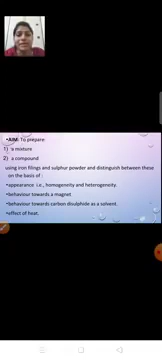 •AIM: To prepare:
1) a mixture
2) a compound
using iron filings and sulphur powder and distinguish between these
on the basis of :
•appearance i.e., homogeneity and heterogeneity.
•behaviour towards a magnet
•behaviour towards carbon disulphide as a solvent.
•effect of heat.